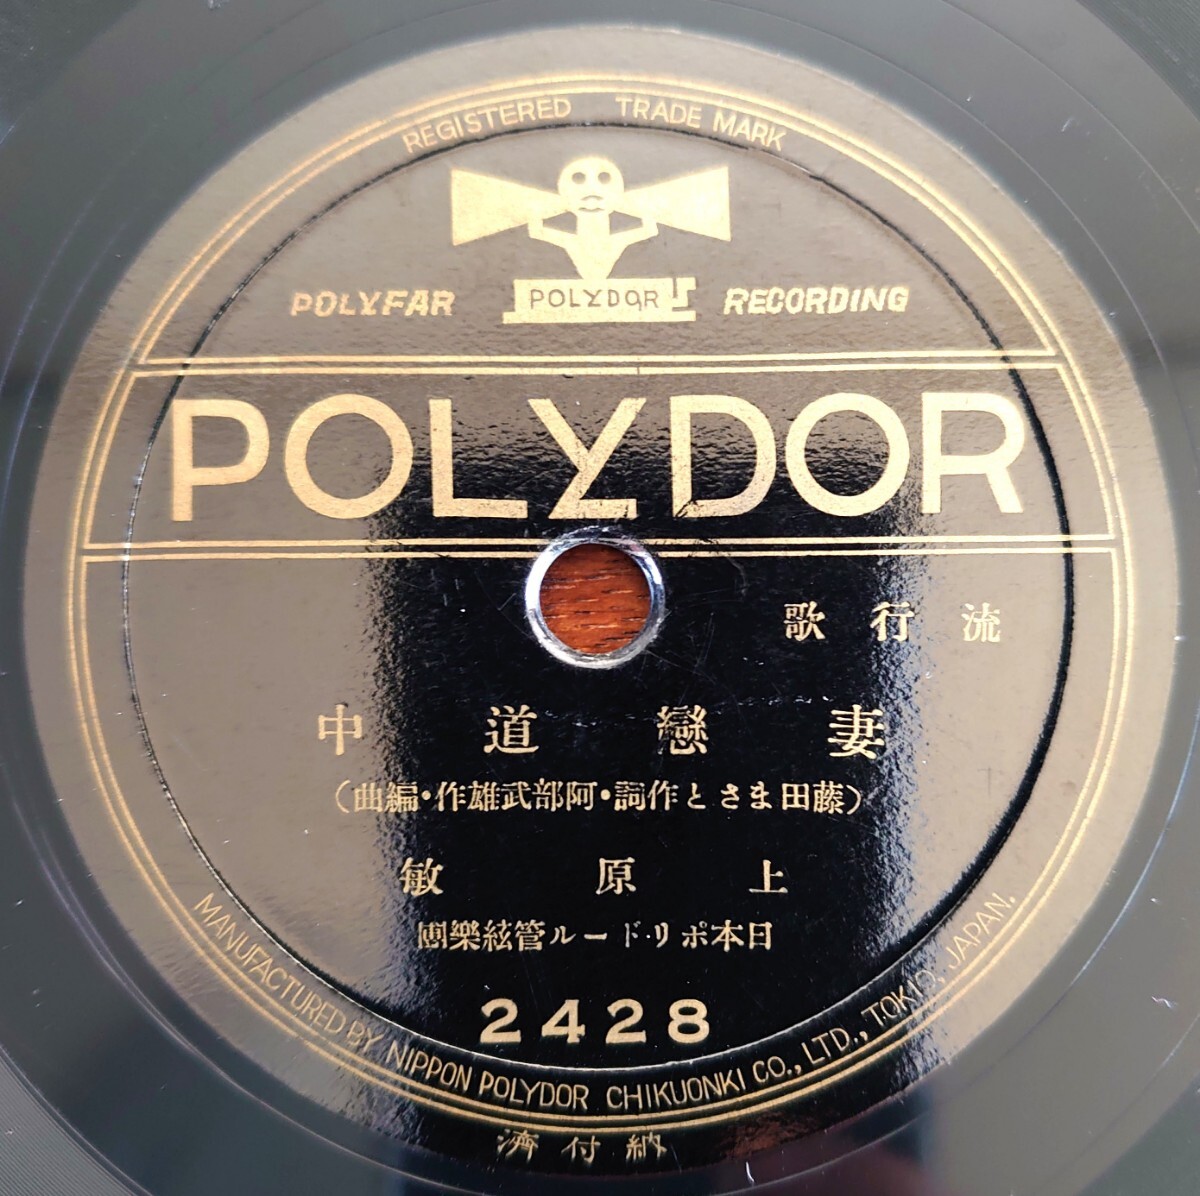 REGISTERED TRADE MARK
POLYFAR POLYDOR RECORDING
POLYDOR
流行歌
妻戀道中
(藤田まさと作詞・阿部武雄作・編曲)
上原敏
日本ポリドール管絃樂團
2428
MANUFACTURED BY NIPPON POLYDOR CHIKUONKI CO., LTD., TOKIO, JAPAN.
納付濟